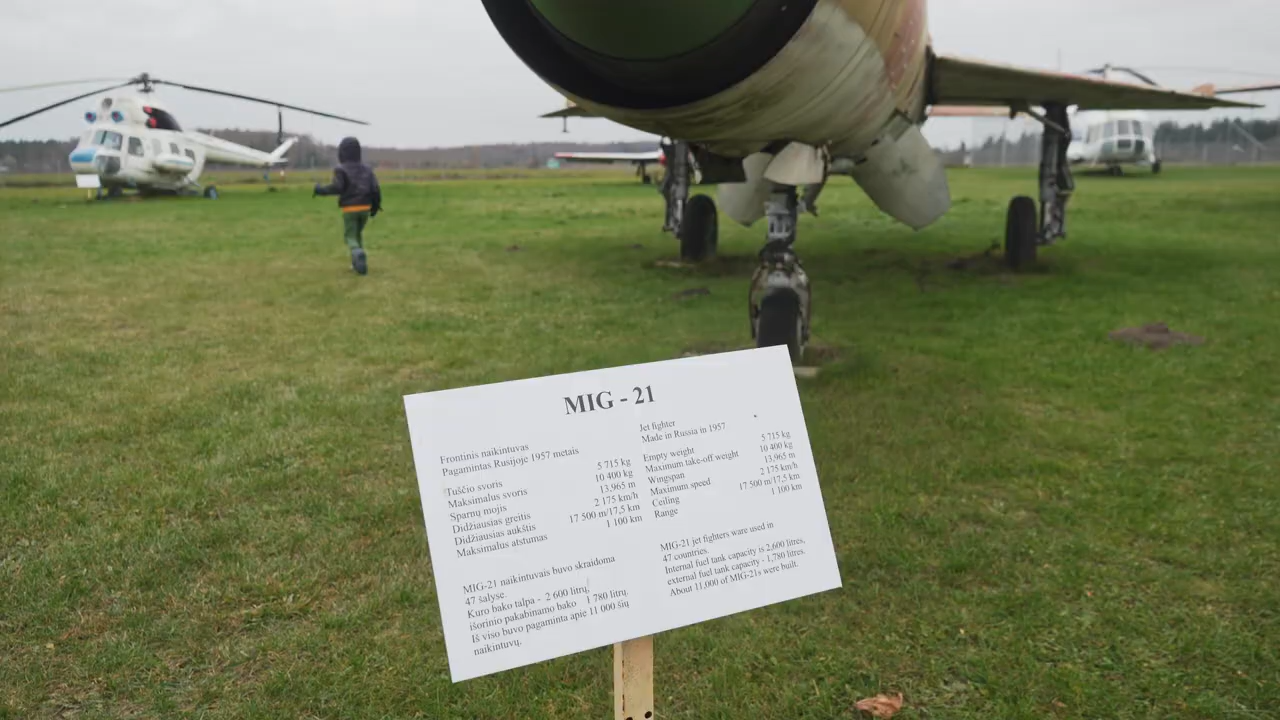 MIG - 21
Frontinis naikintuvas
Pagamintas Rusijoje 1957 metais
Tuščio svoris 5 715 kg
Maksimalus svoris 10 400 kg
Sparnų mojis 13,965 m
Didžiausias greitis 2 175 km/h
Didžiausias aukštis 17 500 m/17,5 km
Maksimalus atstumas 1 100 km
MIG-21 naikintuvais buvo skraidoma
47 šalyse.
Kuro bako talpa - 2 600 litrų,
išorinio pakabinamo bako 1 780 litrų.
Iš viso buvo pagaminta apie 11 000 šių
naikintuvų.
Jet fighter
Made in Russia in 1957
Empty weight 5 715 kg
Maximum take-off weight 10 400 kg
Wingspan 13,965 m
Maximum speed 2 175 km/h
Ceiling 17 500 m/17,5 km
Range 1 100 km
MIG-21 jet fighters ware used in
47 countries.
Internal fuel tank capacity is 2,600 litres,
external fuel tank capacity - 1,780 litres.
About 11,000 of MIG-21s were built.